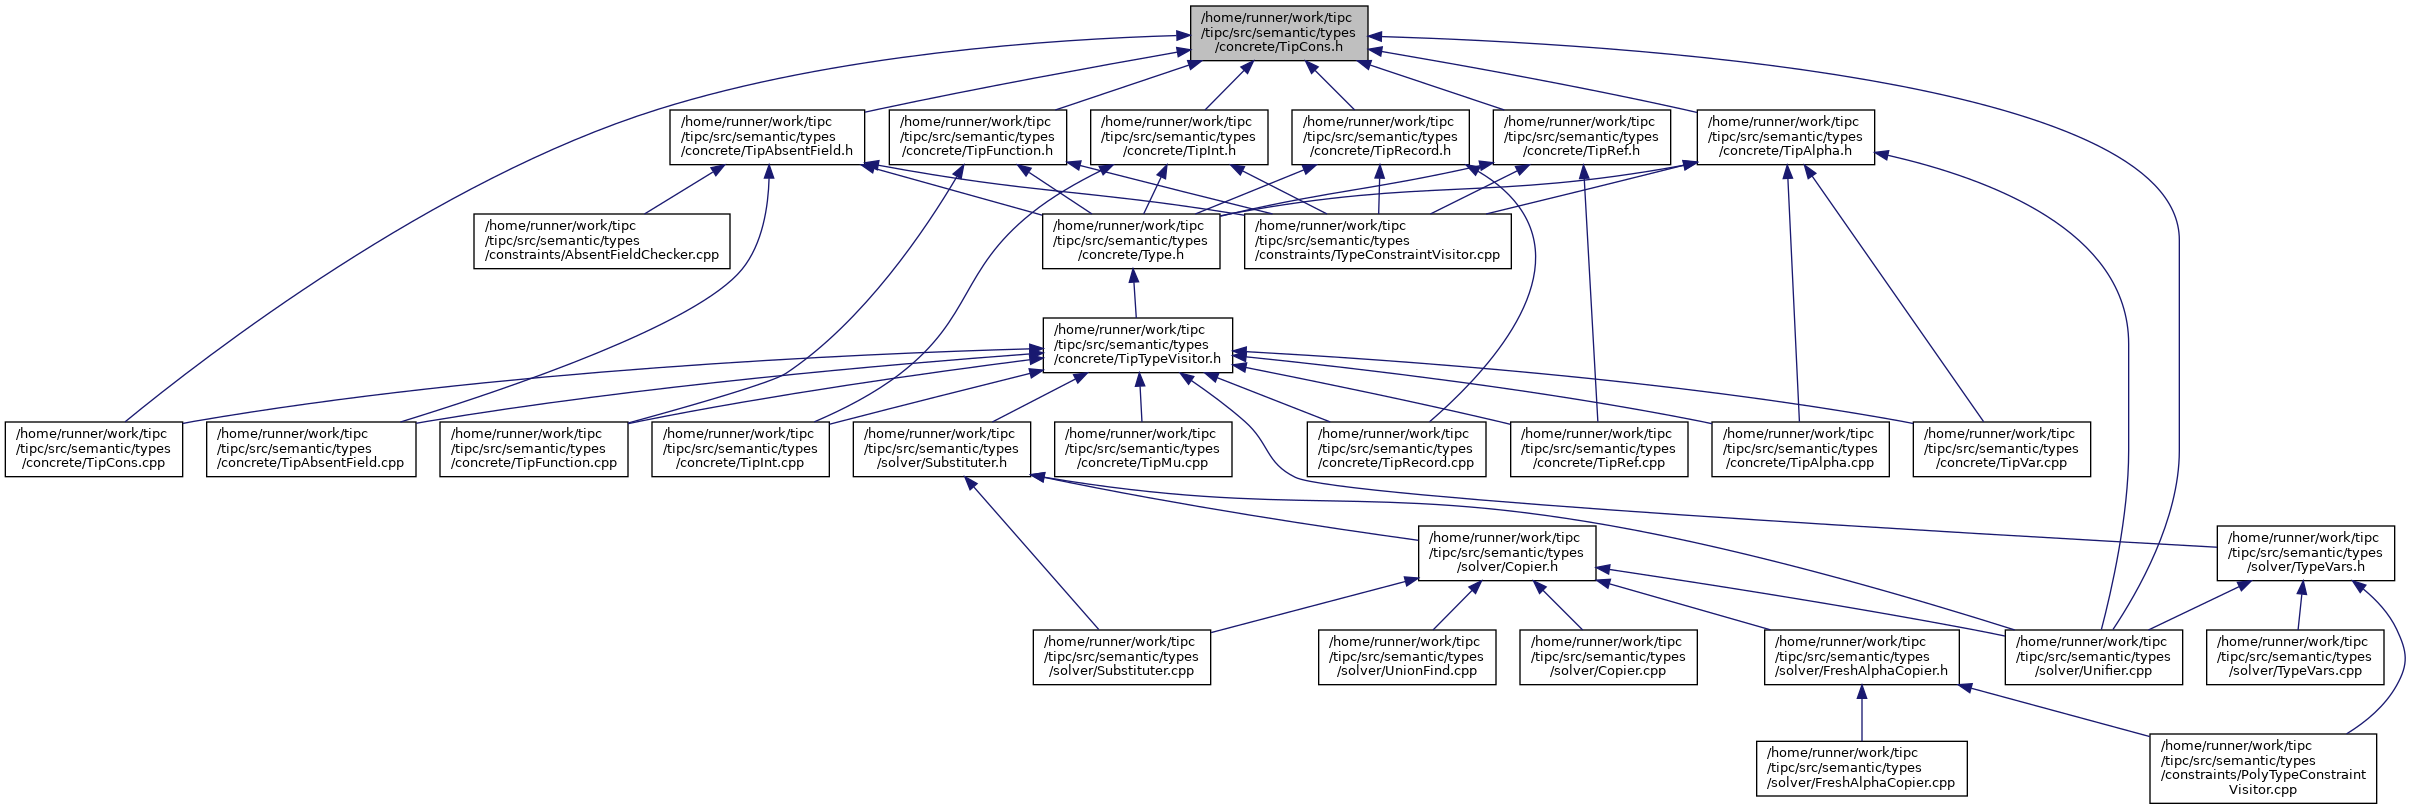 /home/runner/work/tipc
/tipc/src/semantic/types
/concrete/TipCons.h
/home/runner/work/tipc
/tipc/src/semantic/types
/concrete/TipAbsentField.h
/home/runner/work/tipc
/tipc/src/semantic/types
/concrete/TipFunction.h
/home/runner/work/tipc
/tipc/src/semantic/types
/concrete/TipInt.h
/home/runner/work/tipc
/tipc/src/semantic/types
/concrete/TipRecord.h
/home/runner/work/tipc
/tipc/src/semantic/types
/concrete/TipRef.h
/home/runner/work/tipc
/tipc/src/semantic/types
/concrete/TipAlpha.h
/home/runner/work/tipc
/tipc/src/semantic/types
/constraints/AbsentFieldChecker.cpp
/home/runner/work/tipc
/tipc/src/semantic/types
/concrete/Type.h
/home/runner/work/tipc
/tipc/src/semantic/types
/constraints/TypeConstraintVisitor.cpp
/home/runner/work/tipc
/tipc/src/semantic/types
/concrete/TipTypeVisitor.h
/home/runner/work/tipc
/tipc/src/semantic/types
/concrete/TipCons.cpp
/home/runner/work/tipc
/tipc/src/semantic/types
/concrete/TipAbsentField.cpp
/home/runner/work/tipc
/tipc/src/semantic/types
/concrete/TipFunction.cpp
/home/runner/work/tipc
/tipc/src/semantic/types
/concrete/TipInt.cpp
/home/runner/work/tipc
/tipc/src/semantic/types
/solver/Substituter.h
/home/runner/work/tipc
/tipc/src/semantic/types
/concrete/TipMu.cpp
/home/runner/work/tipc
/tipc/src/semantic/types
/concrete/TipRecord.cpp
/home/runner/work/tipc
/tipc/src/semantic/types
/concrete/TipRef.cpp
/home/runner/work/tipc
/tipc/src/semantic/types
/concrete/TipAlpha.cpp
/home/runner/work/tipc
/tipc/src/semantic/types
/concrete/TipVar.cpp
/home/runner/work/tipc
/tipc/src/semantic/types
/solver/Copier.h
/home/runner/work/tipc
/tipc/src/semantic/types
/solver/TypeVars.h
/home/runner/work/tipc
/tipc/src/semantic/types
/solver/Substituter.cpp
/home/runner/work/tipc
/tipc/src/semantic/types
/solver/UnionFind.cpp
/home/runner/work/tipc
/tipc/src/semantic/types
/solver/Copier.cpp
/home/runner/work/tipc
/tipc/src/semantic/types
/solver/FreshAlphaCopier.h
/home/runner/work/tipc
/tipc/src/semantic/types
/solver/Unifier.cpp
/home/runner/work/tipc
/tipc/src/semantic/types
/solver/TypeVars.cpp
/home/runner/work/tipc
/tipc/src/semantic/types
/solver/FreshAlphaCopier.cpp
/home/runner/work/tipc
/tipc/src/semantic/types
/constraints/PolyTypeConstraint
Visitor.cpp